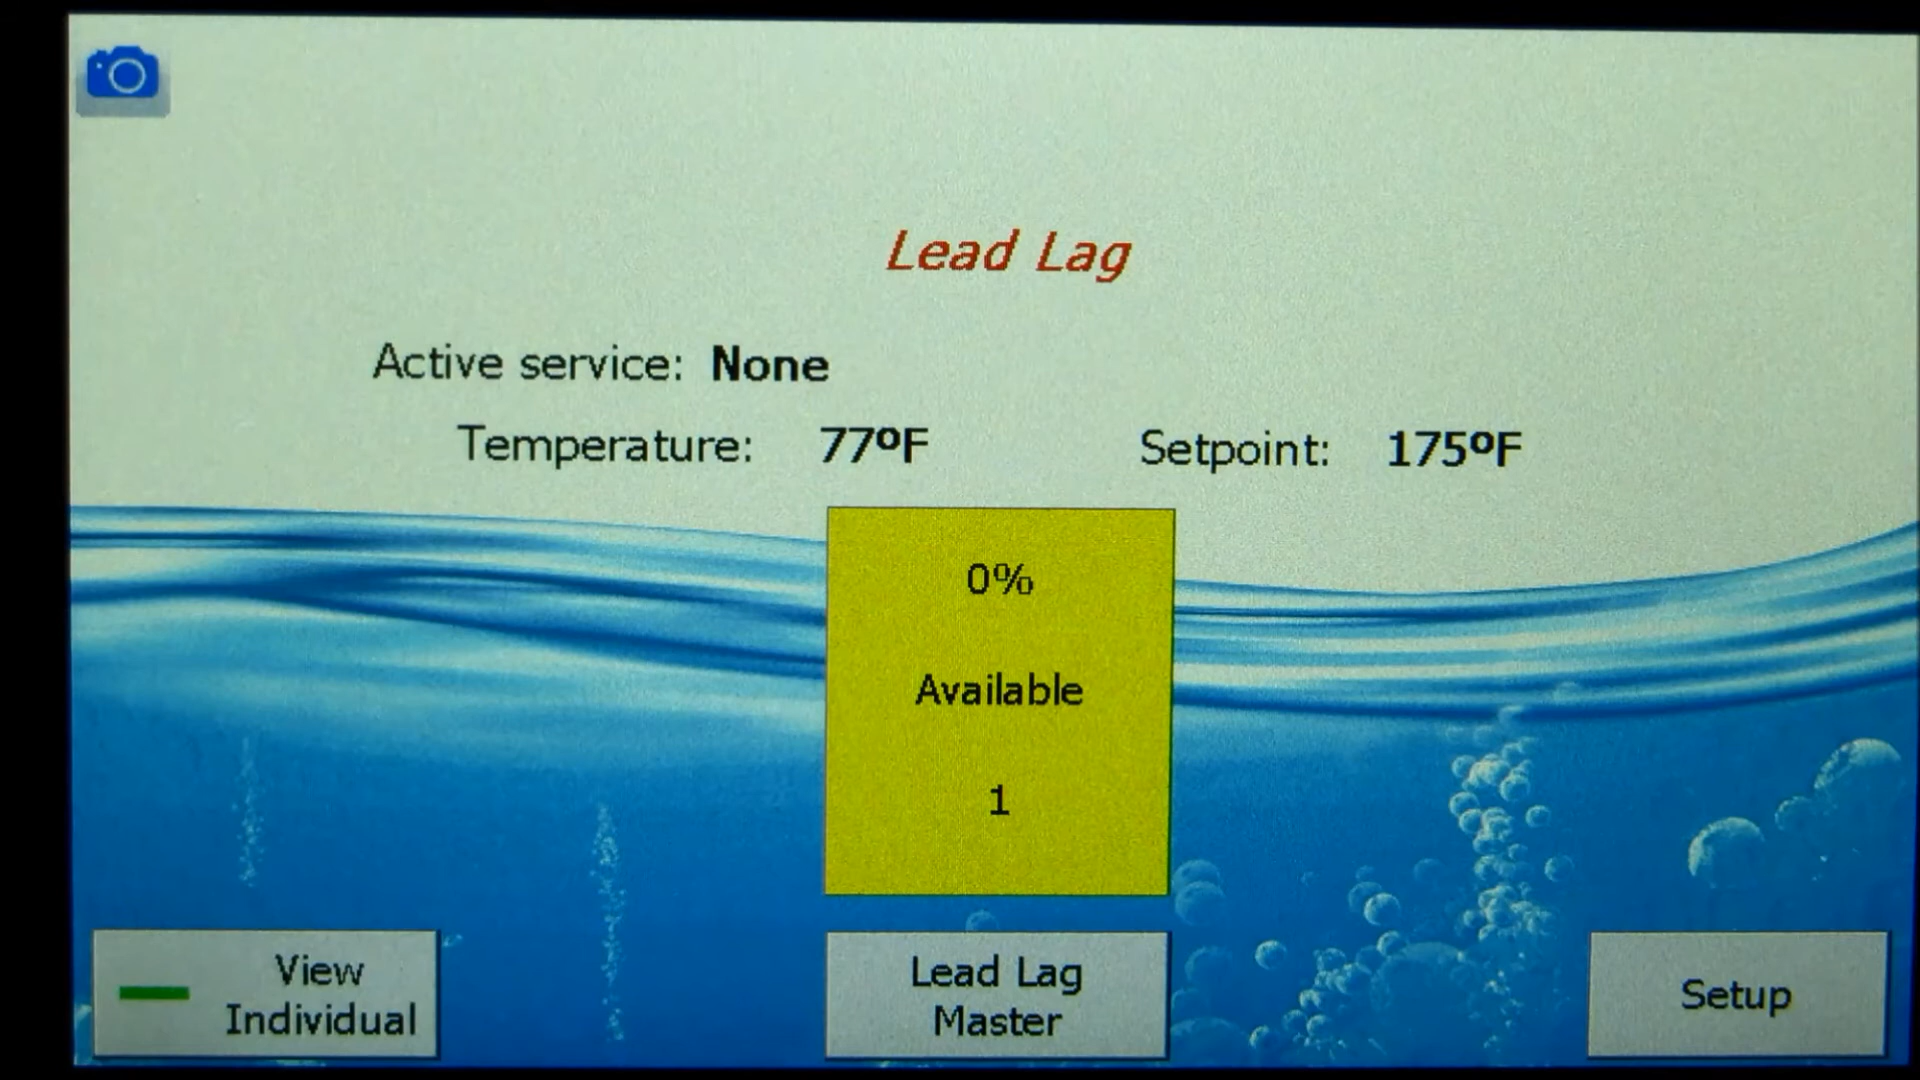 Lead Lag
Active service: None
Temperature: 77ºF Setpoint: 175ºF
0%
Available
1
View
Individual
Lead Lag
Master
Setup